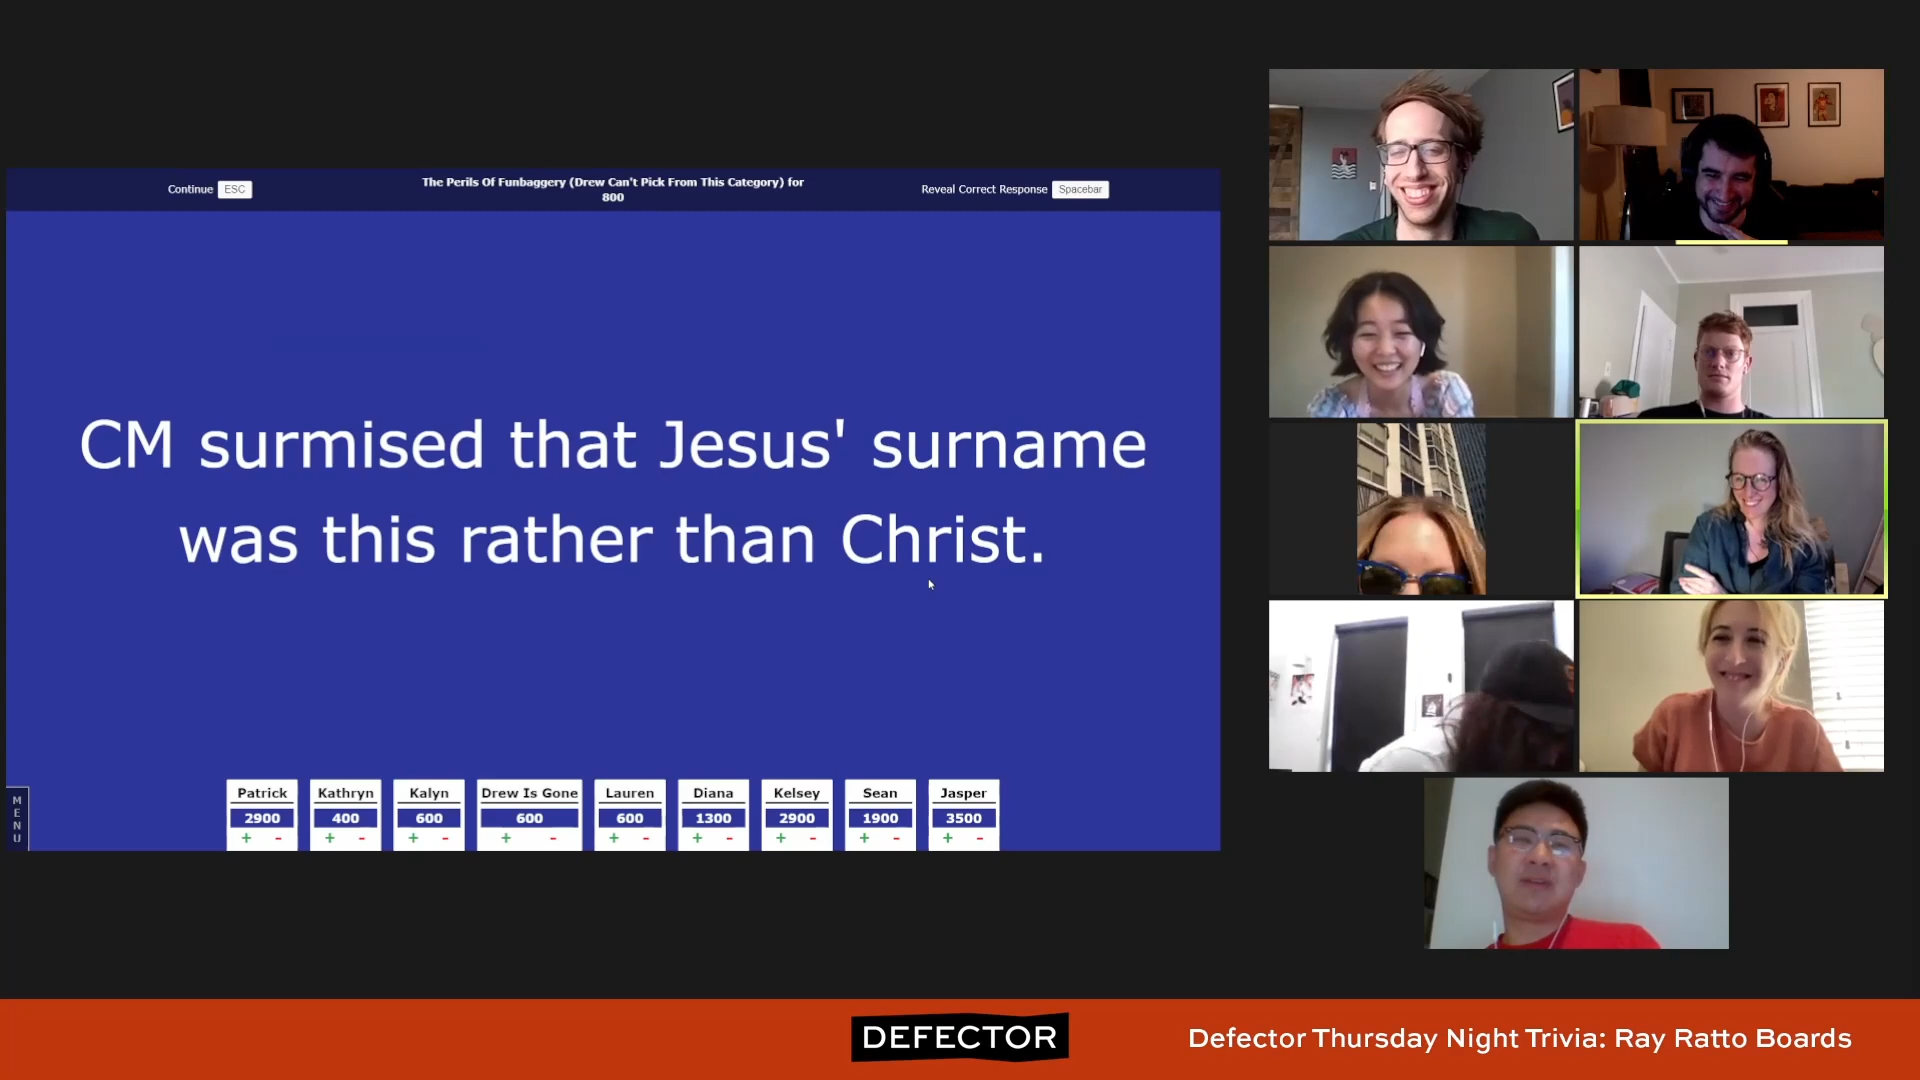 Continue ESC
The Perils Of Funbaggery (Drew Can't Pick From This Category) for
800
Reveal Correct Response Spacebar
CM surmised that Jesus' surname
was this rather than Christ.
MENU
Patrick Kathryn Kalyn Drew Is Gone Lauren Diana Kelsey Sean Jasper
2900 400 600 600 600 1300 2900 1900 3500
+ - + - + - + - + - + - + - + - + -
DEFECTOR
Defector Thursday Night Trivia: Ray Ratto Boards